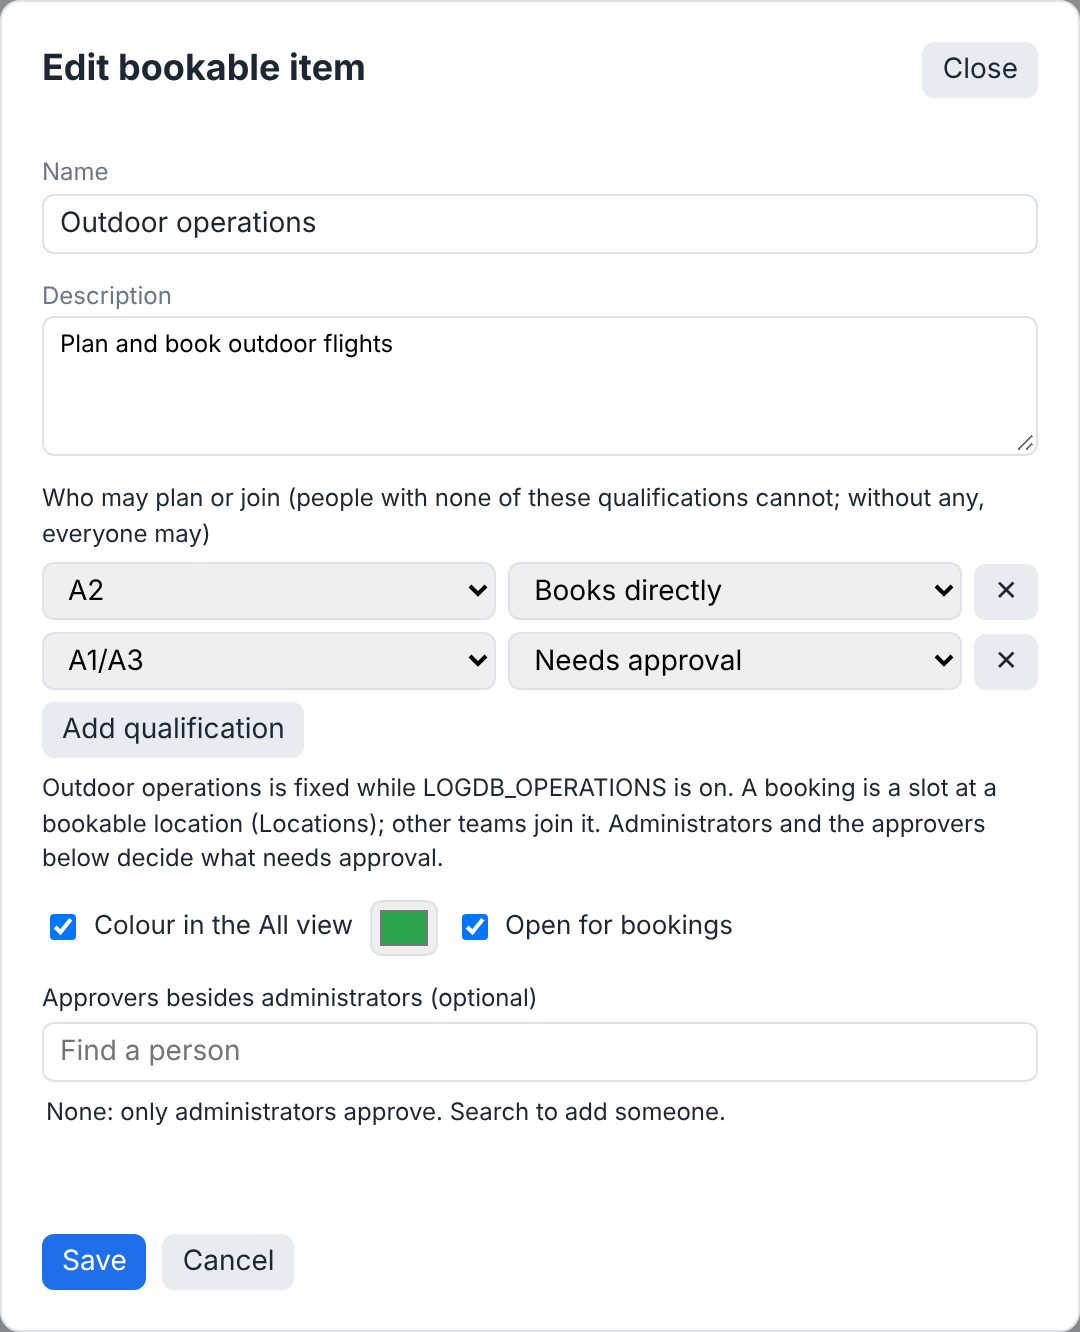 Edit bookable item
Close
Name
Outdoor operations
Description
Plan and book outdoor flights
Who may plan or join (people with none of these qualifications cannot; without any,
everyone may)
A2
Books directly
✕
A1/A3
Needs approval
✕
Add qualification
Outdoor operations is fixed while LOGDB_OPERATIONS is on. A booking is a slot at a
bookable location (Locations); other teams join it. Administrators and the approvers
below decide what needs approval.
Colour in the All view
Open for bookings
Approvers besides administrators (optional)
Find a person
None: only administrators approve. Search to add someone.
Save
Cancel